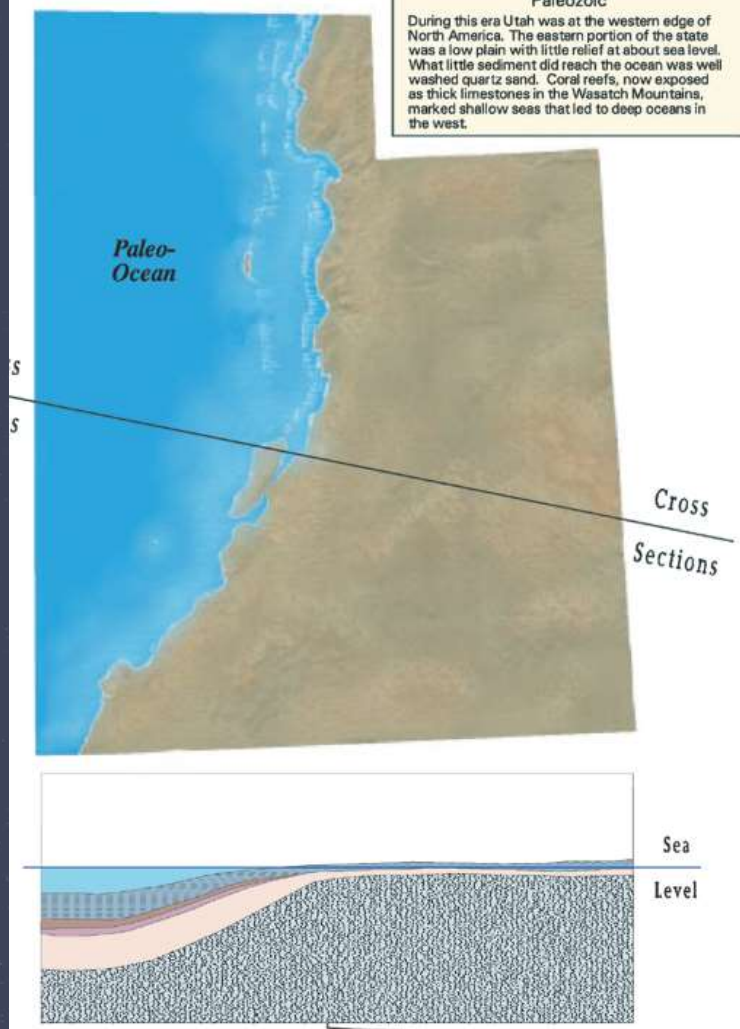 Paleozoic
During this era Utah was at the western edge of
North America. The eastern portion of the state
was a low plain with little relief at about sea level.
What little sediment did reach the ocean was well
washed quartz sand. Coral reefs, now exposed
as thick limestones in the Wasatch Mountains,
marked shallow seas that led to deep oceans in
the west.
Paleo-
Ocean
s
s
Cross
Sections
Sea
Level